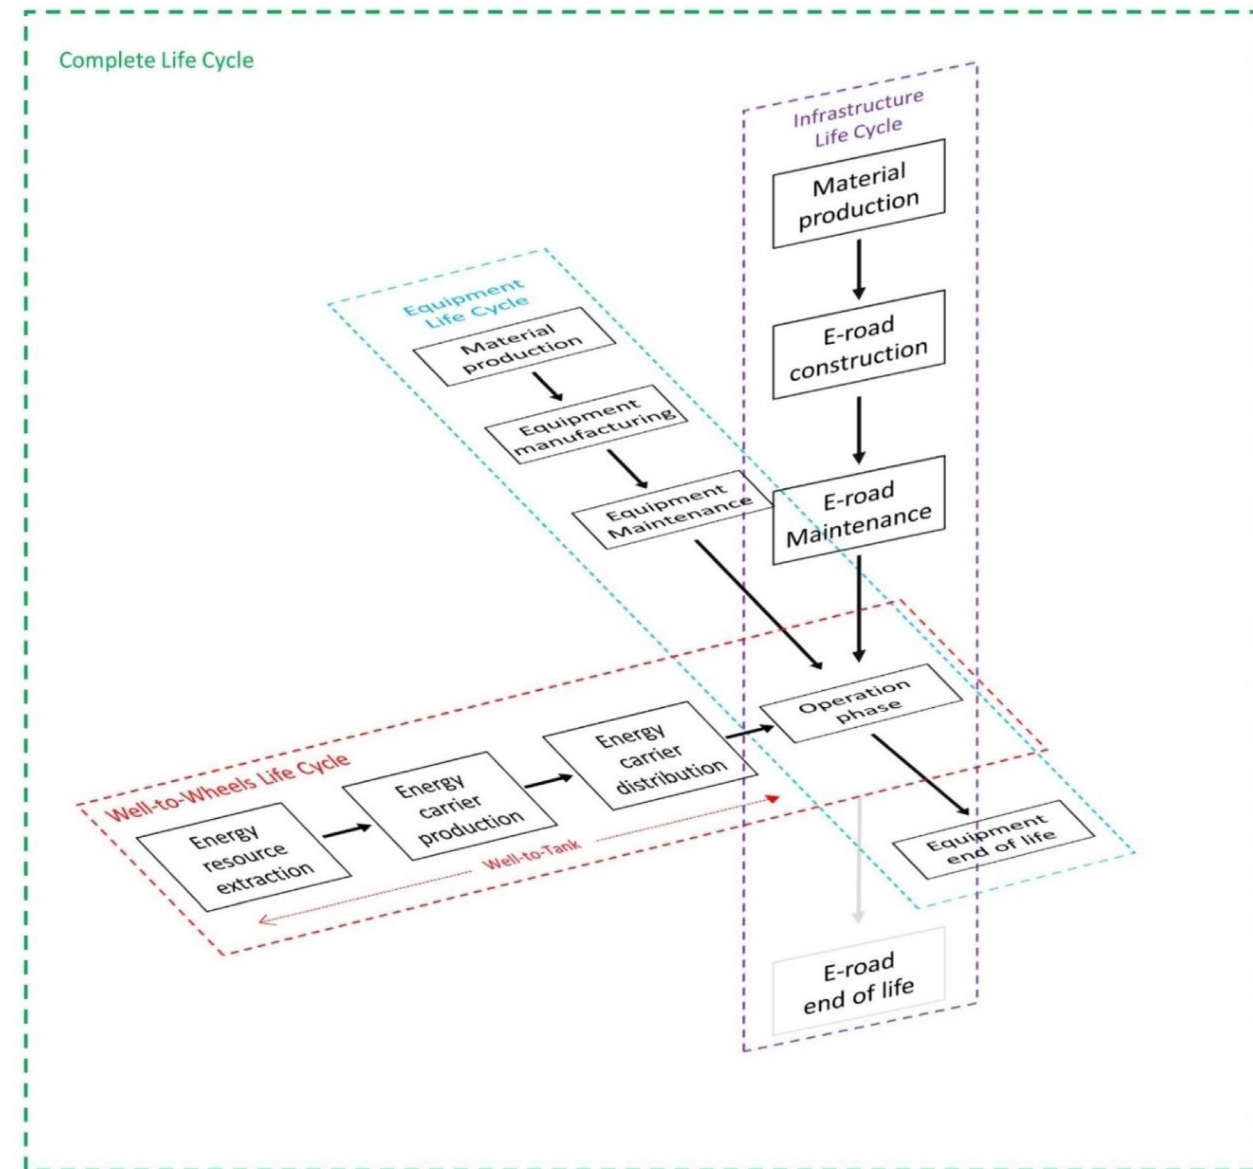 Complete Life Cycle
Infrastructure
Life Cycle
Material
production
E-road
construction
E-road
Maintenance
Equipment
Life Cycle
Material
production
Equipment
manufacturing
Equipment
Maintenance
Well-to-Wheels Life Cycle
Energy
resource
extraction
Energy
carrier
production
Energy
carrier
distribution
Well-to-Tank
Operation
phase
Equipment
end of life
E-road
end of life